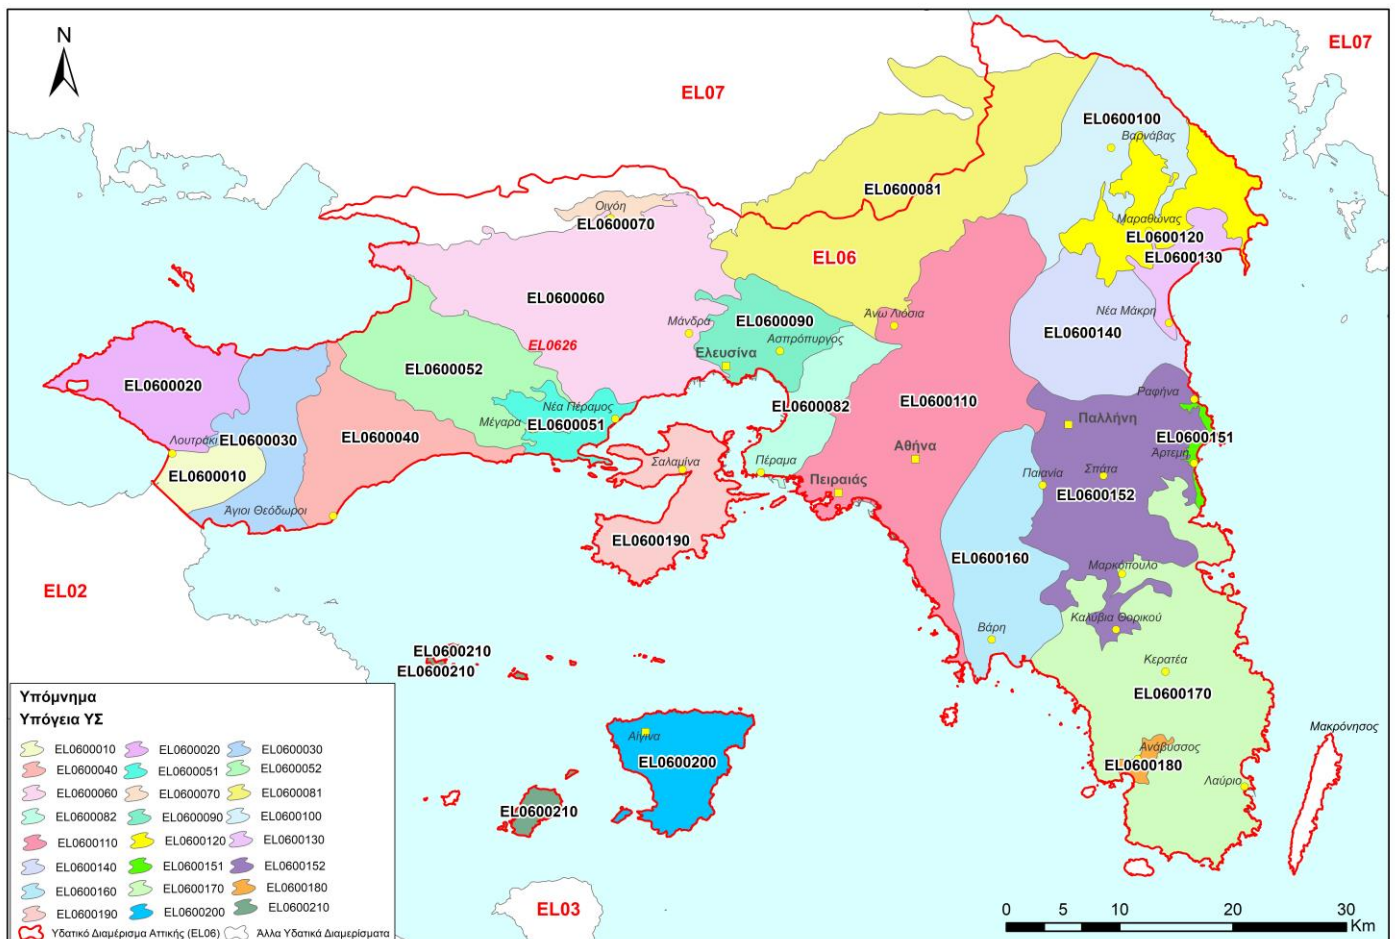 N
EL07
EL07
EL0600100
Βαρνάβας
EL0600081
Οινόη
EL0600070
Μαραθώνας
EL0600120
EL0600130
EL06
EL0600060
Μάνδρα
EL0600090
Άνω Λιόσια
Νέα Μάκρη
EL0626
Ασπρόπυργος
EL0600140
Ελευσίνα
EL0600052
EL0600020
Ραφήνα
EL0600082
EL0600110
Νέα Πέραμος
Μέγαρα
EL0600051
Παλλήνη
EL0600151
Λουτράκι
EL0600030
EL0600040
Αθήνα
Άρτεμη
EL0600010
Σαλαμίνα
Πέραμα
Πειραιάς
Παιανία
Σπάτα
EL0600152
Άγιοι Θεόδωροι
EL0600190
EL0600160
Μαρκόπουλο
EL02
Καλύβια Θορικού
Βάρη
EL0600210
EL0600210
Κερατέα
EL0600170
Μακρόνησος
Αίγινα
EL0600200
Ανάβυσσος
EL0600180
Λαύριο
EL0600210
EL03
Υπόμνημα
Υπόγεια ΥΣ
EL0600010 EL0600020 EL0600030
EL0600040 EL0600051 EL0600052
EL0600060 EL0600070 EL0600081
EL0600082 EL0600090 EL0600100
EL0600110 EL0600120 EL0600130
EL0600140 EL0600151 EL0600152
EL0600160 EL0600170 EL0600180
EL0600190 EL0600200 EL0600210
Υδατικό Διαμέρισμα Αττικής (EL06) Άλλα Υδατικά Διαμερίσματα
0 5 10 20 30
Km